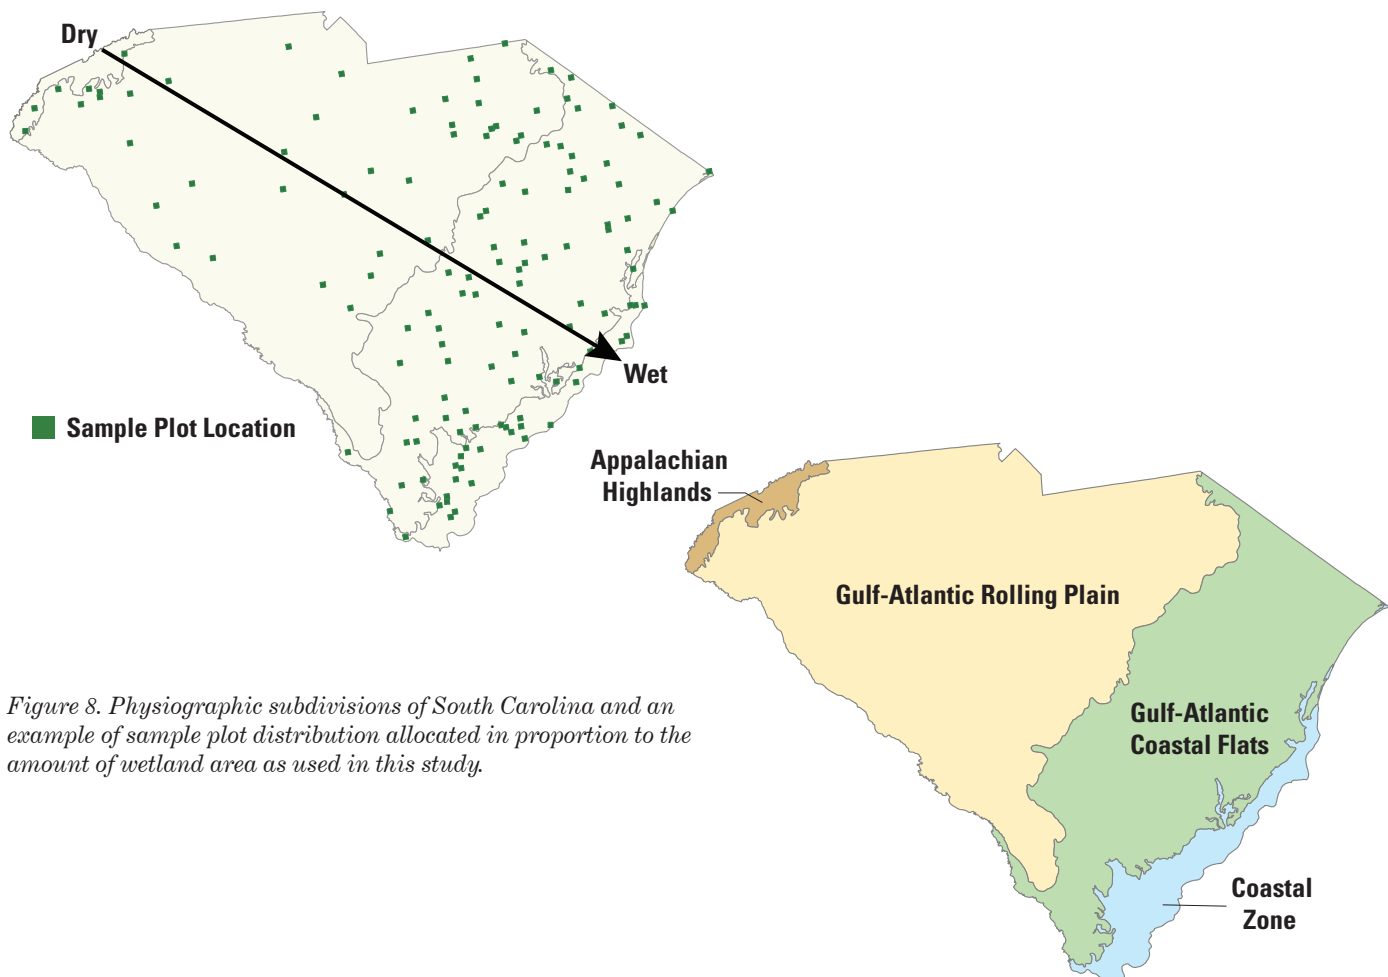 Dry
Wet
Sample Plot Location
Appalachian
Highlands
Gulf-Atlantic Rolling Plain
Gulf-Atlantic
Coastal Flats
Coastal
Zone
Figure 8. Physiographic subdivisions of South Carolina and an
example of sample plot distribution allocated in proportion to the
amount of wetland area as used in this study.